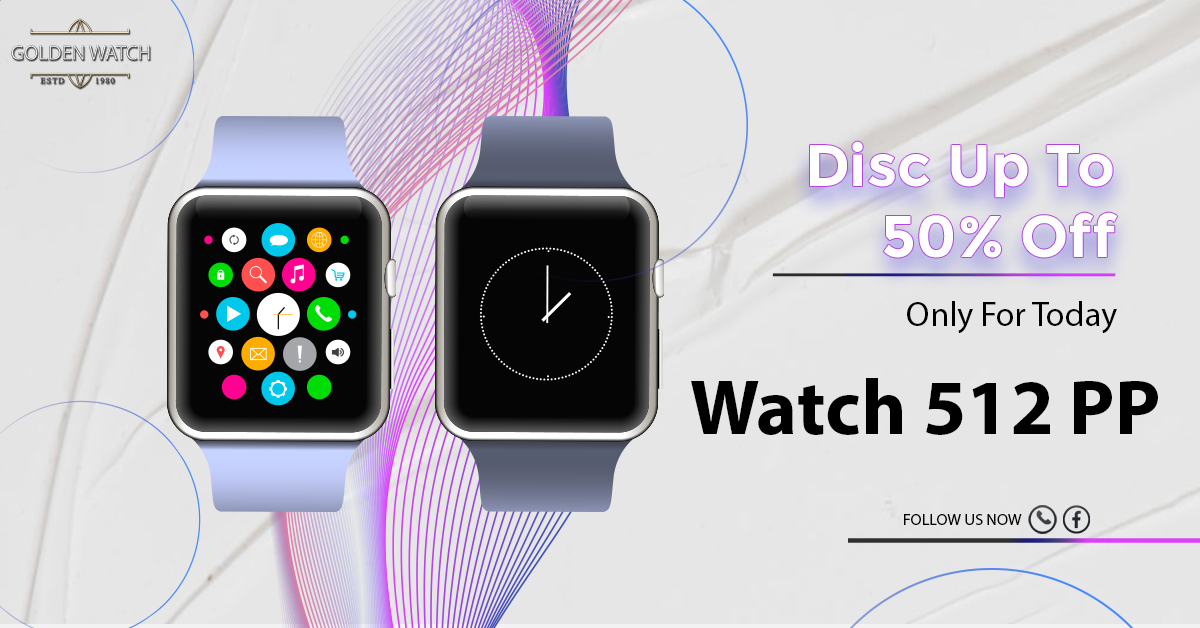 GOLDEN WATCH
ESTD 1980
Disc Up To
50% Off
Only For Today
Watch 512 PP
FOLLOW US NOW